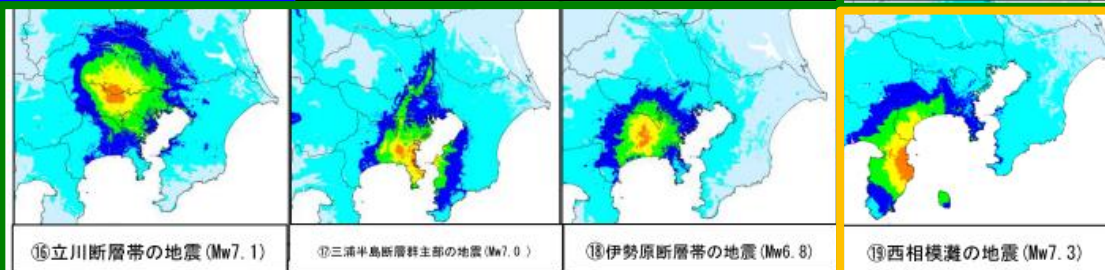 ⑯立川断層帯の地震(Mw7.1)
⑰三浦半島断層群主部の地震(Mw7.0)
⑱伊勢原断層帯の地震(Mw6.8)
⑲西相模灘の地震(Mw7.3)